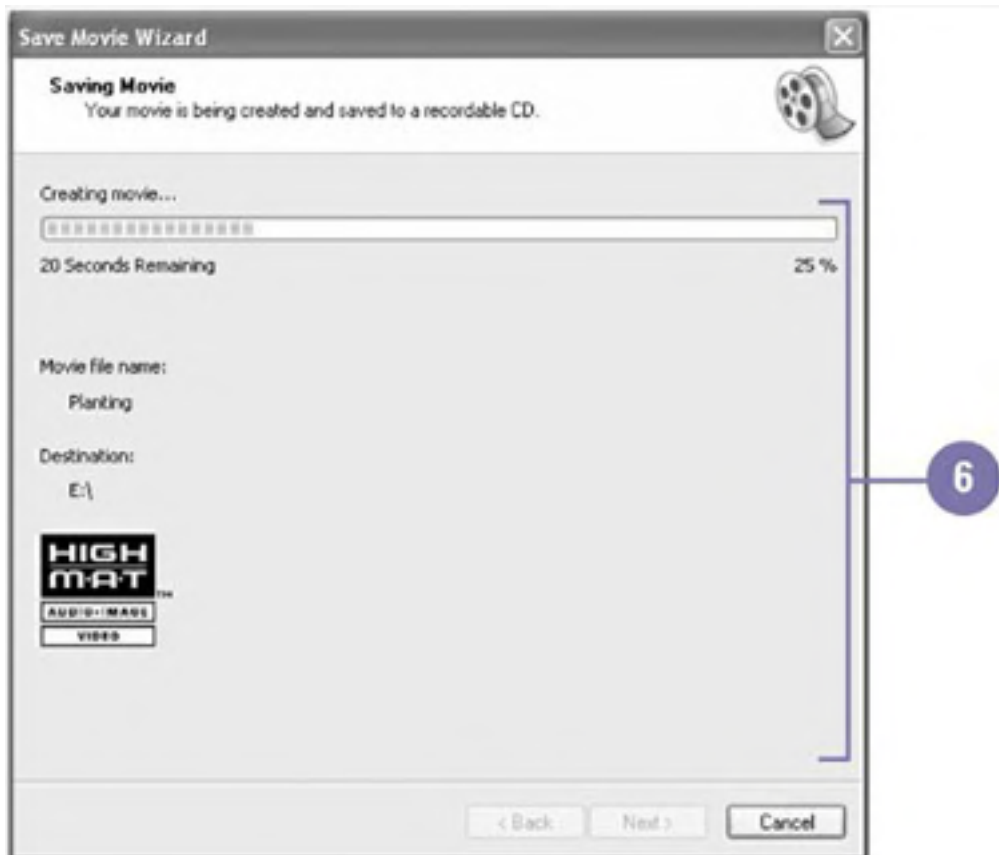 Save Movie Wizard
Saving Movie
Your movie is being created and saved to a recordable CD.
Creating movie...
20 Seconds Remaining
25 %
Movie file name:
Planting
Destination:
E:\
6
HIGH
M·A·T
TM
AUDIO·IMAGE
VIDEO
< Back
Next >
Cancel